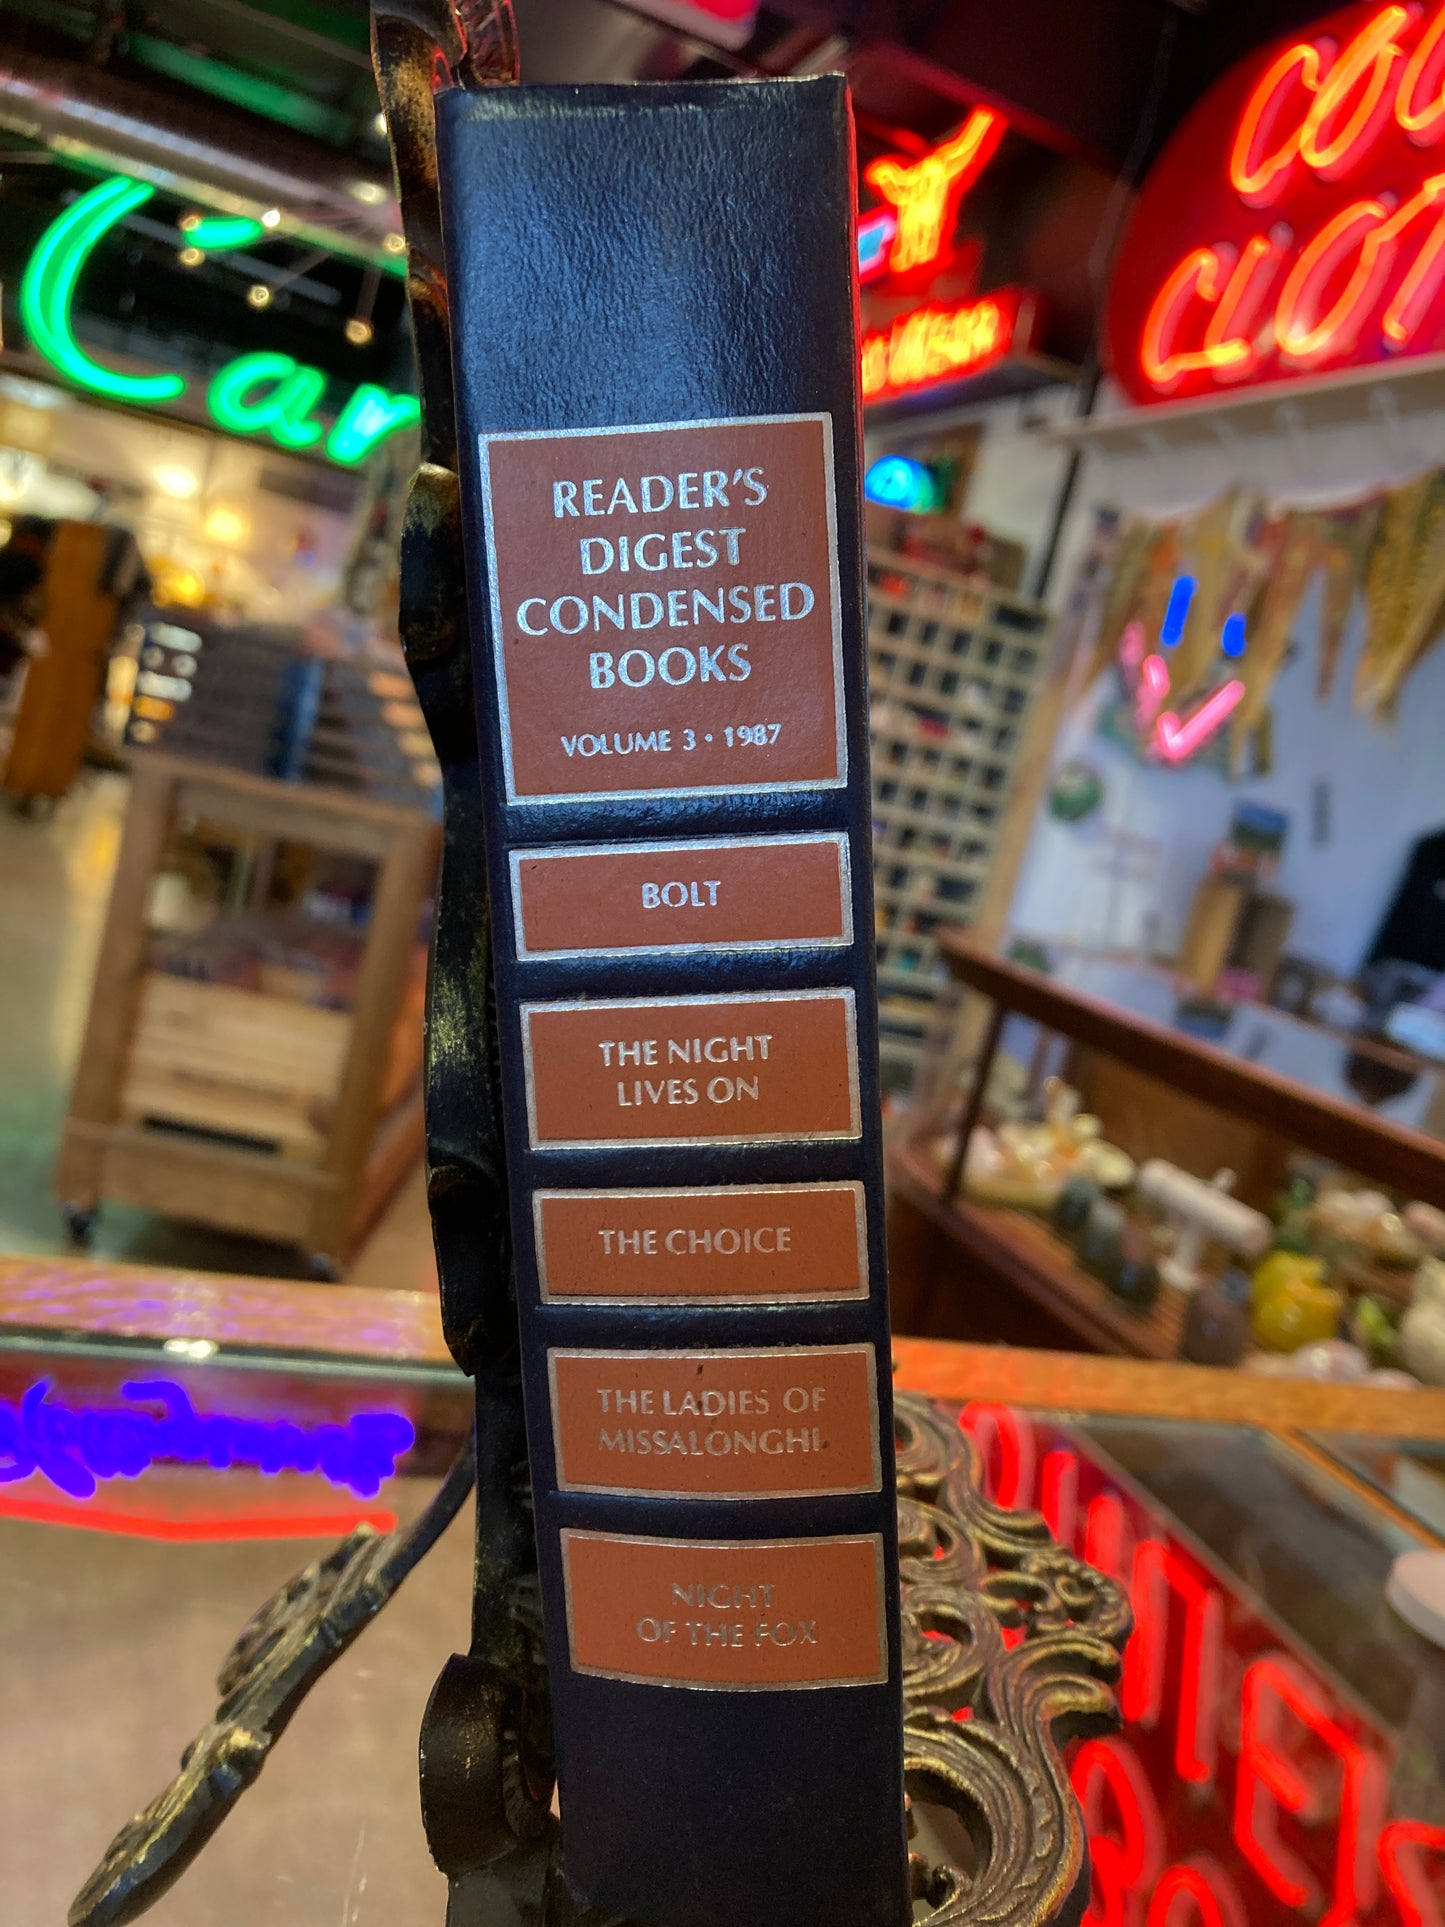 READER'S
DIGEST
CONDENSED
BOOKS
VOLUME 3 • 1987
BOLT
THE NIGHT
LIVES ON
THE CHOICE
THE LADIES OF
MISSALONGHI
NIGHT
OF THE FOX